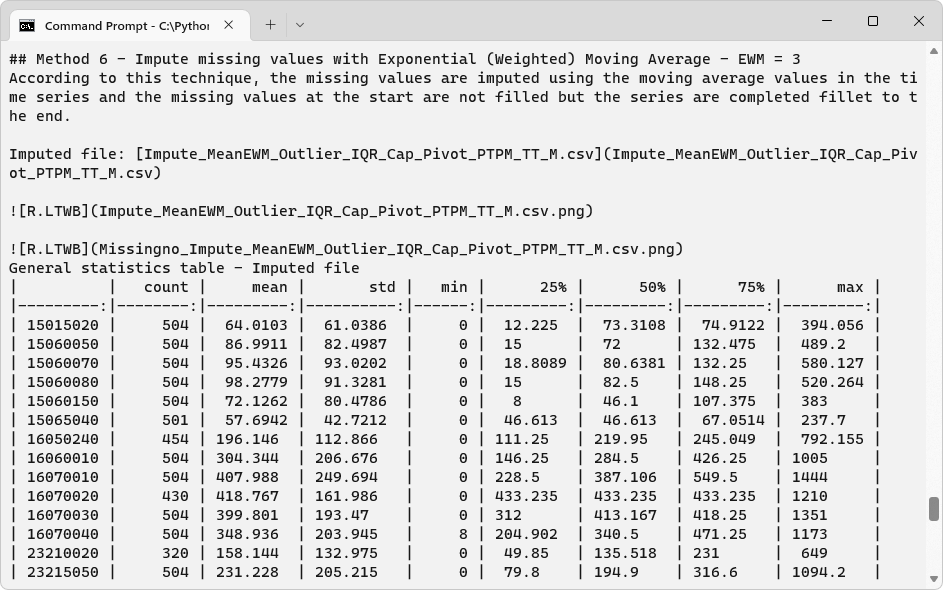 Command Prompt - C:\Python
## Method 6 - Impute missing values with Exponential (Weighted) Moving Average - EWM = 3
According to this technique, the missing values are imputed using the moving average values in the ti
me series and the missing values at the start are not filled but the series are completed fillet to t
he end.
Imputed file: [Impute_MeanEWM_Outlier_IQR_Cap_Pivot_PTPM_TT_M.csv](Impute_MeanEWM_Outlier_IQR_Cap_Piv
ot_PTPM_TT_M.csv)
![R.LTWB](Impute_MeanEWM_Outlier_IQR_Cap_Pivot_PTPM_TT_M.csv.png)
![R.LTWB](Missingno_Impute_MeanEWM_Outlier_IQR_Cap_Pivot_PTPM_TT_M.csv.png)
General statistics table - Imputed file
|          |   count |     mean |       std |   min |      25% |      50% |      75% |      max |
|---------:|--------:|---------:|----------:|------:|---------:|---------:|---------:|---------:|
| 15015020 |     504 |  64.0103 |  61.0386  |     0 |  12.225  |  73.3108 |  74.9122 |  394.056 |
| 15060050 |     504 |  86.9911 |  82.4987  |     0 |  15      |  72      | 132.475  |  489.2   |
| 15060070 |     504 |  95.4326 |  93.0202  |     0 |  18.8089 |  80.6381 | 132.25   |  580.127 |
| 15060080 |     504 |  98.2779 |  91.3281  |     0 |  15      |  82.5    | 148.25   |  520.264 |
| 15060150 |     504 |  72.1262 |  80.4786  |     0 |   8      |  46.1    | 107.375  |  383     |
| 15065040 |     501 |  57.6942 |  42.7212  |     0 |  46.613  |  46.613  |  67.0514 |  237.7   |
| 16050240 |     454 | 196.146  | 112.866   |     0 | 111.25   | 219.95   | 245.049  |  792.155 |
| 16060010 |     504 | 304.344  | 206.676   |     0 | 146.25   | 284.5    | 426.25   | 1005     |
| 16070010 |     504 | 407.988  | 249.694   |     0 | 228.5    | 387.106  | 549.5    | 1444     |
| 16070020 |     430 | 418.767  | 161.986   |     0 | 433.235  | 433.235  | 433.235  | 1210     |
| 16070030 |     504 | 399.801  | 193.47    |     0 | 312      | 413.167  | 418.25   | 1351     |
| 16070040 |     504 | 348.936  | 203.945   |     8 | 204.902  | 340.5    | 471.25   | 1173     |
| 23210020 |     320 | 158.144  | 132.975   |     0 |  49.85   | 135.518  | 231      |  649     |
| 23215050 |     504 | 231.228  | 205.215   |     0 |  79.8    | 194.9    | 316.6    | 1094.2   |